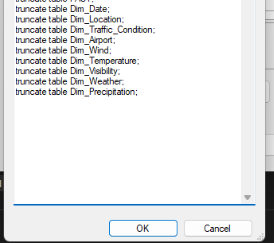 truncate table FACT;
truncate table Dim_Date;
truncate table Dim_Location;
truncate table Dim_Traffic_Condition;
truncate table Dim_Airport;
truncate table Dim_Wind;
truncate table Dim_Temperature;
truncate table Dim_Visibility;
truncate table Dim_Weather;
truncate table Dim_Precipitation;
OK
Cancel